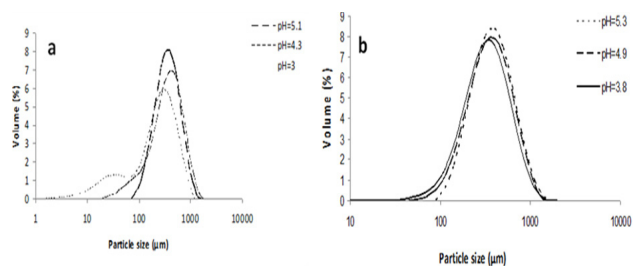 a
pH=5.1
pH=4.3
pH=3
9
8
7
6
5
4
3
2
1
0
Volume (%)
1
10
100
1000
10000
Particle size (µm)
b
pH=5.3
pH=4.9
pH=3.8
9
8
7
6
5
4
3
2
1
0
Volume (%)
10
100
1000
10000
Particle size (µm)